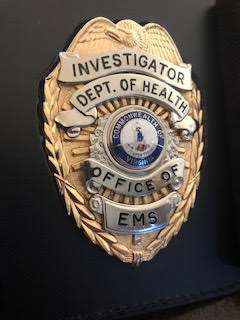 INVESTIGATOR
DEPT. OF HEALTH
COMMONWEALTH OF
VIRGINIA
OFFICE OF
EMS